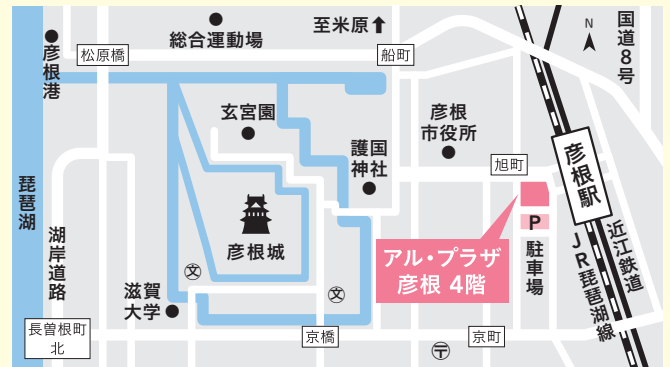 至米原
総合運動場
彦根港
松原橋
船町
N
国道8号
玄宮園
彦根
市役所
護国
神社
旭町
彦根駅
琵琶湖
湖岸道路
彦根城
文
文
滋賀
大学
アル・プラザ
彦根 4階
P
駐車場
近江鉄道
JR琵琶湖線
長曽根町
北
京橋
〒
京町